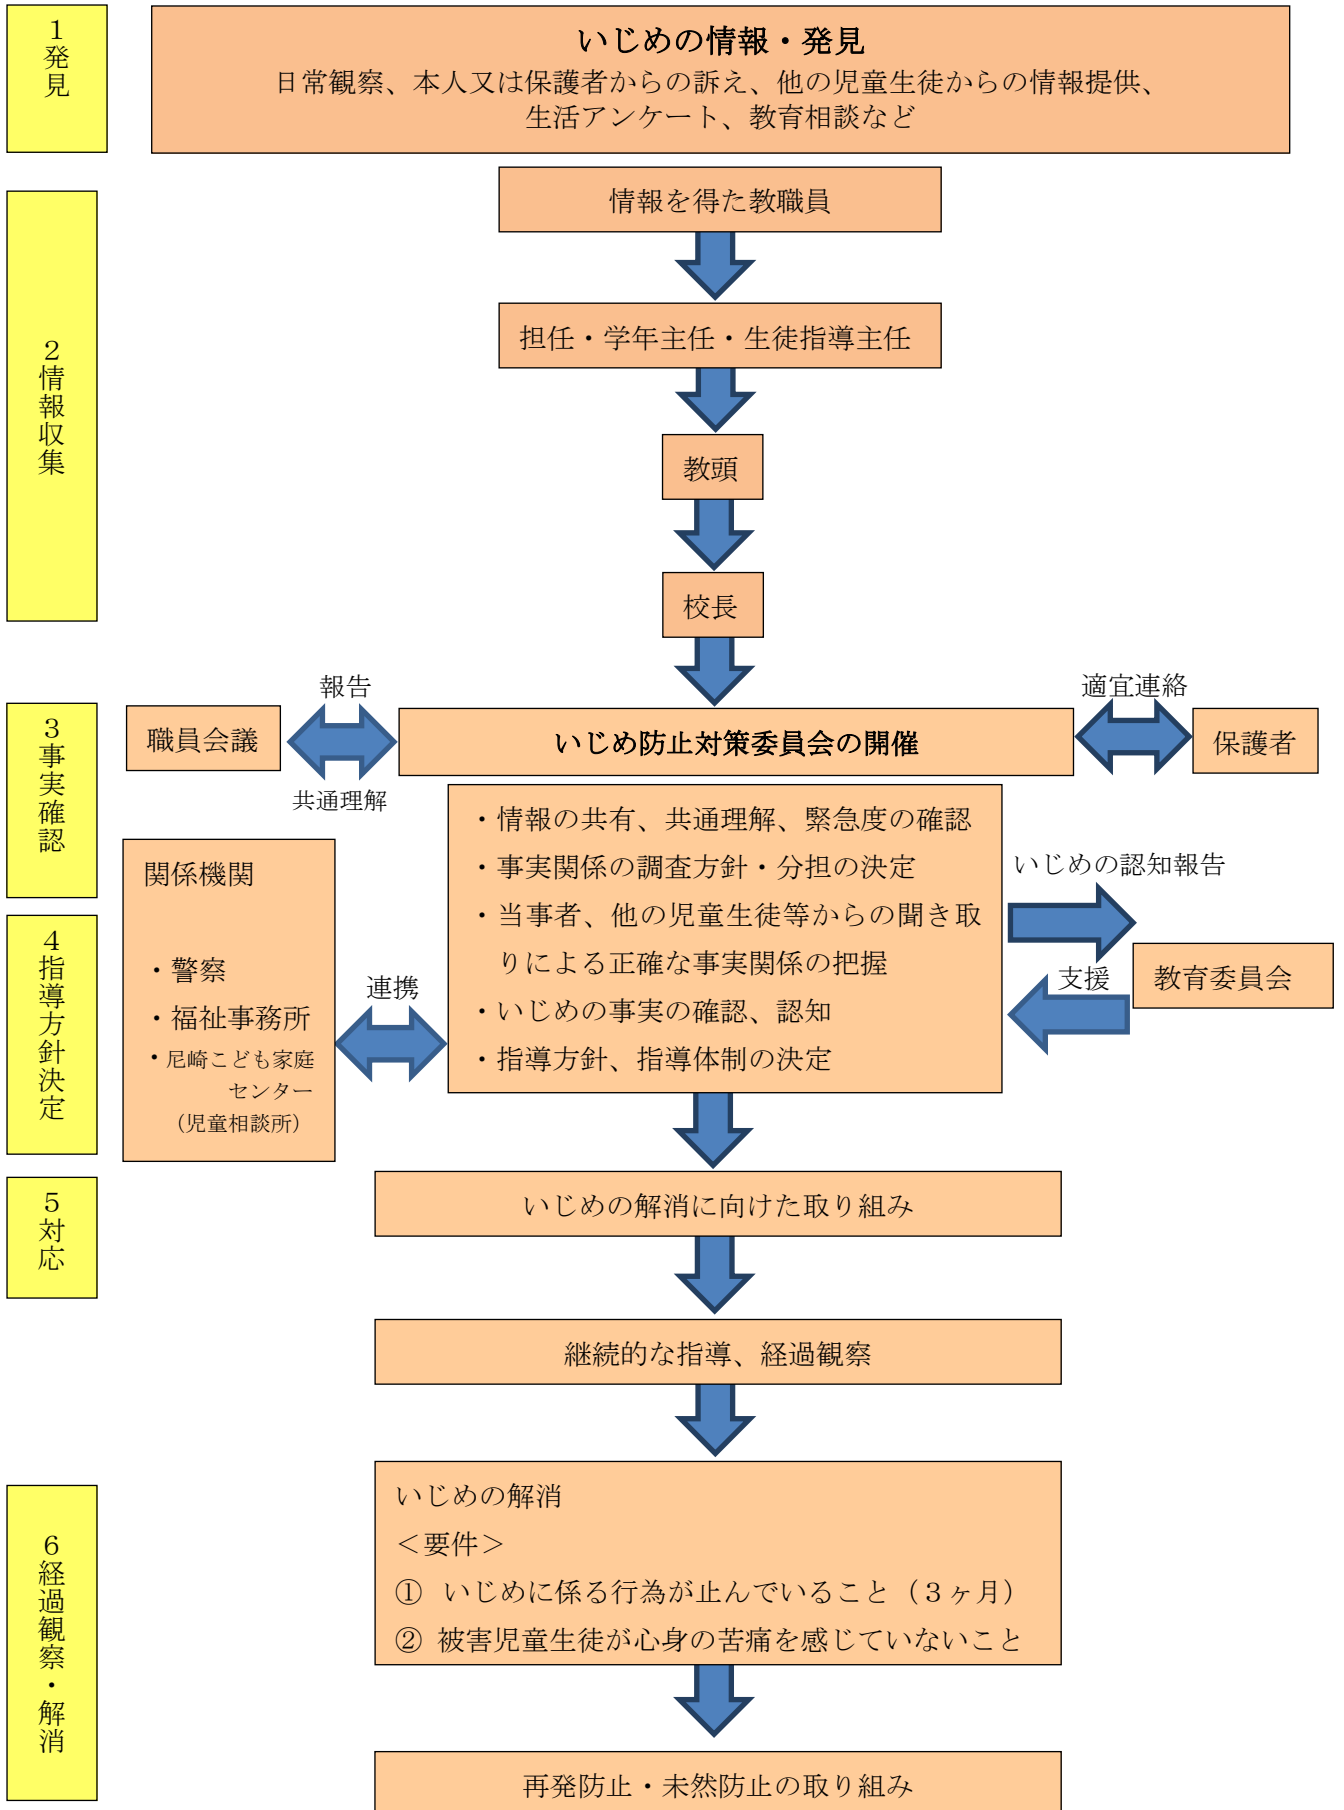 1発見
いじめの情報・発見
日常観察、本人又は保護者からの訴え、他の児童生徒からの情報提供、
生活アンケート、教育相談など
2情報収集
情報を得た教職員
担任・学年主任・生徒指導主任
教頭
校長
3事実確認
報告
職員会議
共通理解
いじめ防止対策委員会の開催
適宜連絡
保護者
・情報の共有、共通理解、緊急度の確認
・事実関係の調査方針・分担の決定
・当事者、他の児童生徒等からの聞き取
りによる正確な事実関係の把握
・いじめの事実の確認、認知
・指導方針、指導体制の決定
いじめの認知報告
支援
教育委員会
4指導方針決定
関係機関
・警察
・福祉事務所
・尼崎こども家庭
センター
（児童相談所）
連携
5対応
いじめの解消に向けた取り組み
継続的な指導、経過観察
6経過観察・解消
いじめの解消
＜要件＞
① いじめに係る行為が止んでいること（３ヶ月）
② 被害児童生徒が心身の苦痛を感じていないこと
再発防止・未然防止の取り組み